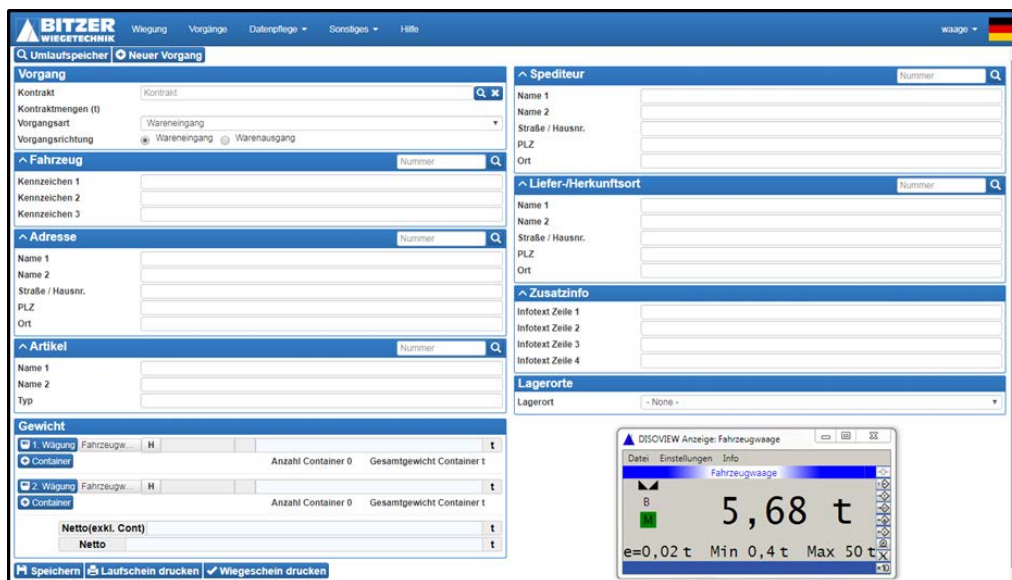 BITZER WIEGETECHNIK
Wiegung Vorgänge Datenpflege Sonstiges Hilfe waage
Umlaufspeicher Neuer Vorgang
Vorgang
Kontrakt Kontrakt
Kontraktmengen (t)
Vorgangsart Wareneingang
Vorgangsrichtung Wareneingang Warenausgang
Fahrzeug Nummer
Kennzeichen 1
Kennzeichen 2
Kennzeichen 3
Adresse Nummer
Name 1
Name 2
Straße / Hausnr.
PLZ
Ort
Artikel Nummer
Name 1
Name 2
Typ
Gewicht
1. Wägung Fahrzeugw... H t
Container Anzahl Container 0 Gesamtgewicht Container t
2. Wägung Fahrzeugw... H t
Container Anzahl Container 0 Gesamtgewicht Container t
Netto(exkl. Cont) t
Netto t
Speichern Laufschein drucken Wiegeschein drucken
Spediteur Nummer
Name 1
Name 2
Straße / Hausnr.
PLZ
Ort
Liefer-/Herkunftsort Nummer
Name 1
Name 2
Straße / Hausnr.
PLZ
Ort
Zusatzinfo
Infotext Zeile 1
Infotext Zeile 2
Infotext Zeile 3
Infotext Zeile 4
Lagerorte
Lagerort - None -
DISOVIEW Anzeige: Fahrzeugwaage
Datei Einstellungen Info
Fahrzeugwaage
B
M
5,68 t
e=0,02 t Min 0,4 t Max 50 t